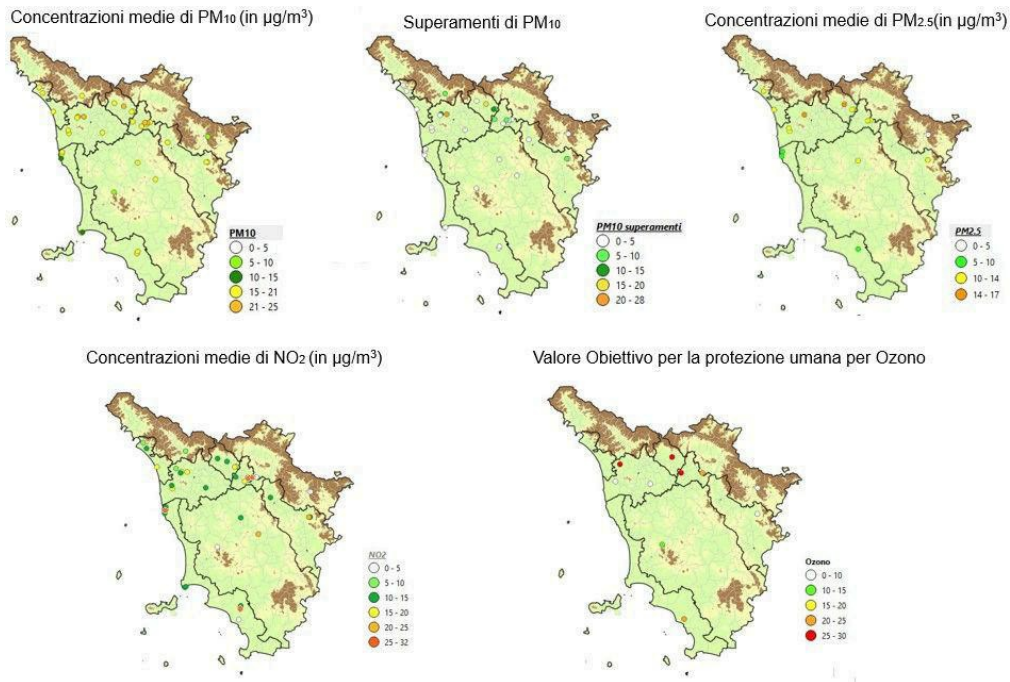 Concentrazioni medie di PM10 (in µg/m³)
Superamenti di PM10
Concentrazioni medie di PM2.5(in µg/m³)
PM10
0 - 5
5 - 10
10 - 15
15 - 21
21 - 25
PM10 superamenti
0 - 5
5 - 10
10 - 15
15 - 20
20 - 28
PM2.5
0 - 5
5 - 10
10 - 14
14 - 17
Concentrazioni medie di NO2 (in µg/m³)
Valore Obiettivo per la protezione umana per Ozono
NO2
0 - 5
5 - 10
10 - 15
15 - 20
20 - 25
25 - 32
Ozono
0 - 10
10 - 15
15 - 20
20 - 25
25 - 30